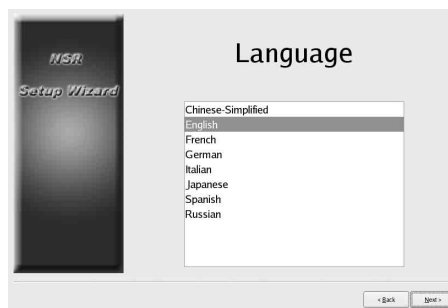 NSR
Setup Wizard
Language
Chinese-Simplified
English
French
German
Italian
Japanese
Spanish
Russian
< Back
Next >